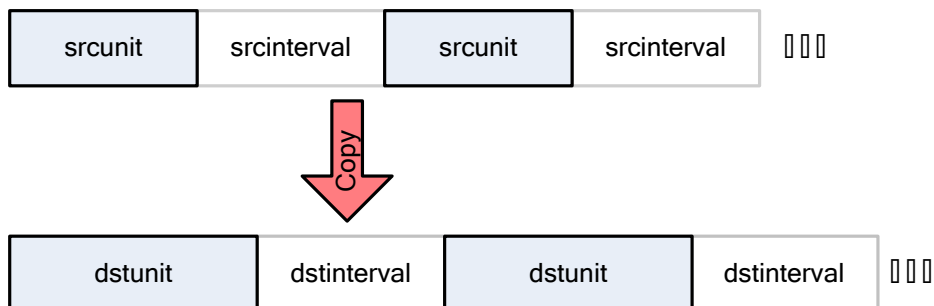 srcunit srcinterval srcunit srcinterval
Copy
dstunit dstinterval dstunit dstinterval